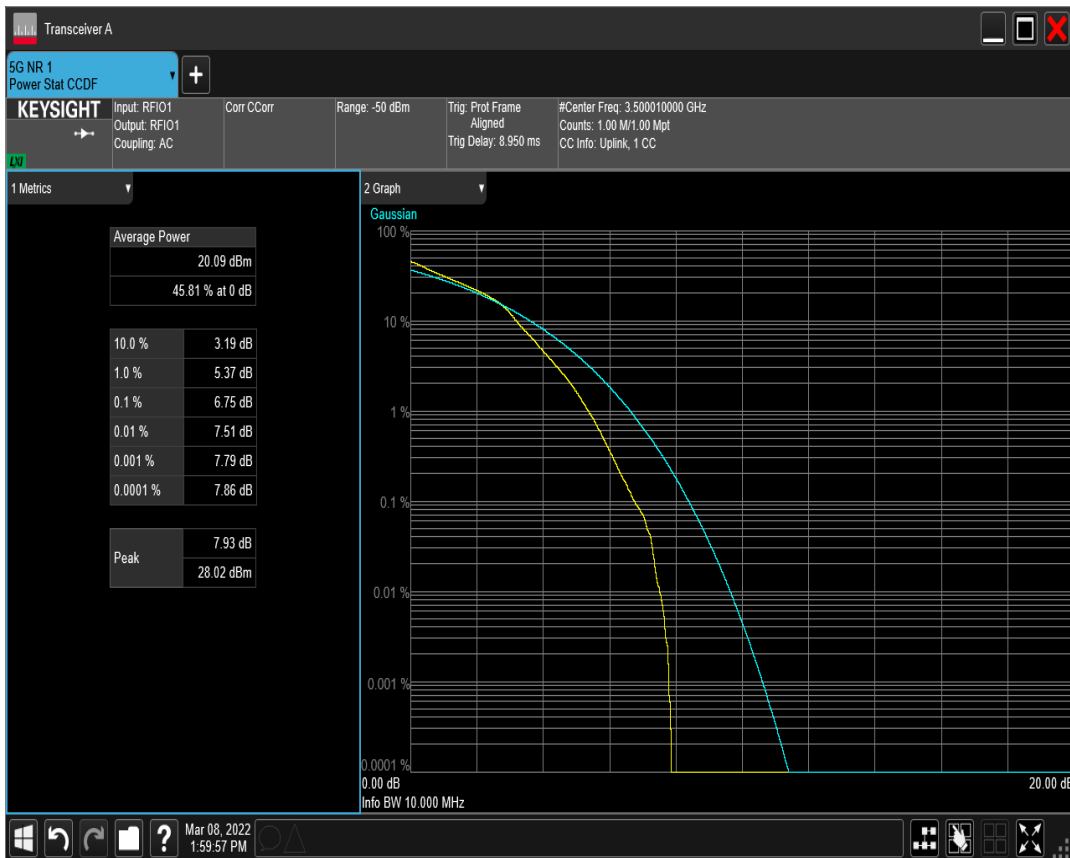 Transceiver A
5G NR 1
Power Stat CCDF
+
KEYSIGHT
LXI
Input: RFIO1
Output: RFIO1
Coupling: AC
Corr CCorr
Range: -50 dBm
Trig: Prot Frame
Aligned
Trig Delay: 8.950 ms
#Center Freq: 3.500010000 GHz
Counts: 1.00 M/1.00 Mpt
CC Info: Uplink, 1 CC
1 Metrics
Average Power
20.09 dBm
45.81 % at 0 dB
10.0 % 3.19 dB
1.0 % 5.37 dB
0.1 % 6.75 dB
0.01 % 7.51 dB
0.001 % 7.79 dB
0.0001 % 7.86 dB
Peak
7.93 dB
28.02 dBm
2 Graph
Gaussian
100 %
10 %
1 %
0.1 %
0.01 %
0.001 %
0.0001 %
0.00 dB
20.00 dB
Info BW 10.000 MHz
?
Mar 08, 2022
1:59:57 PM